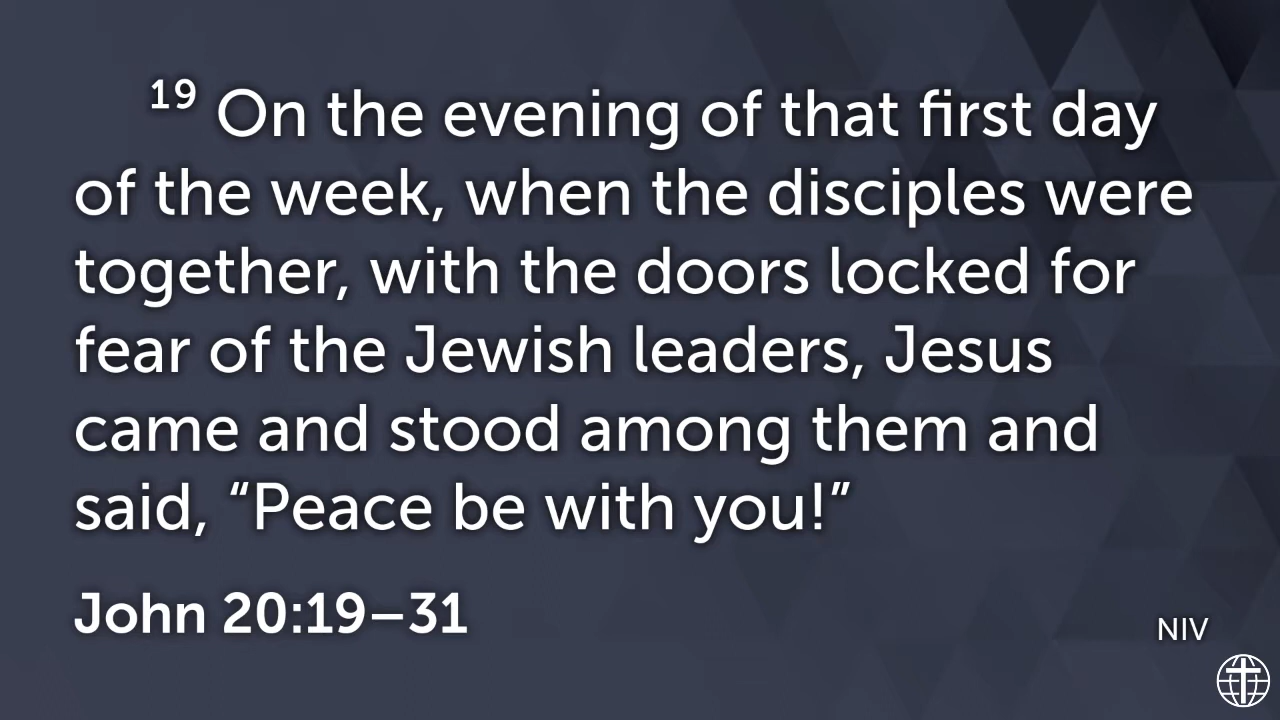 19 On the evening of that first day
of the week, when the disciples were
together, with the doors locked for
fear of the Jewish leaders, Jesus
came and stood among them and
said, “Peace be with you!”
John 20:19–31
NIV